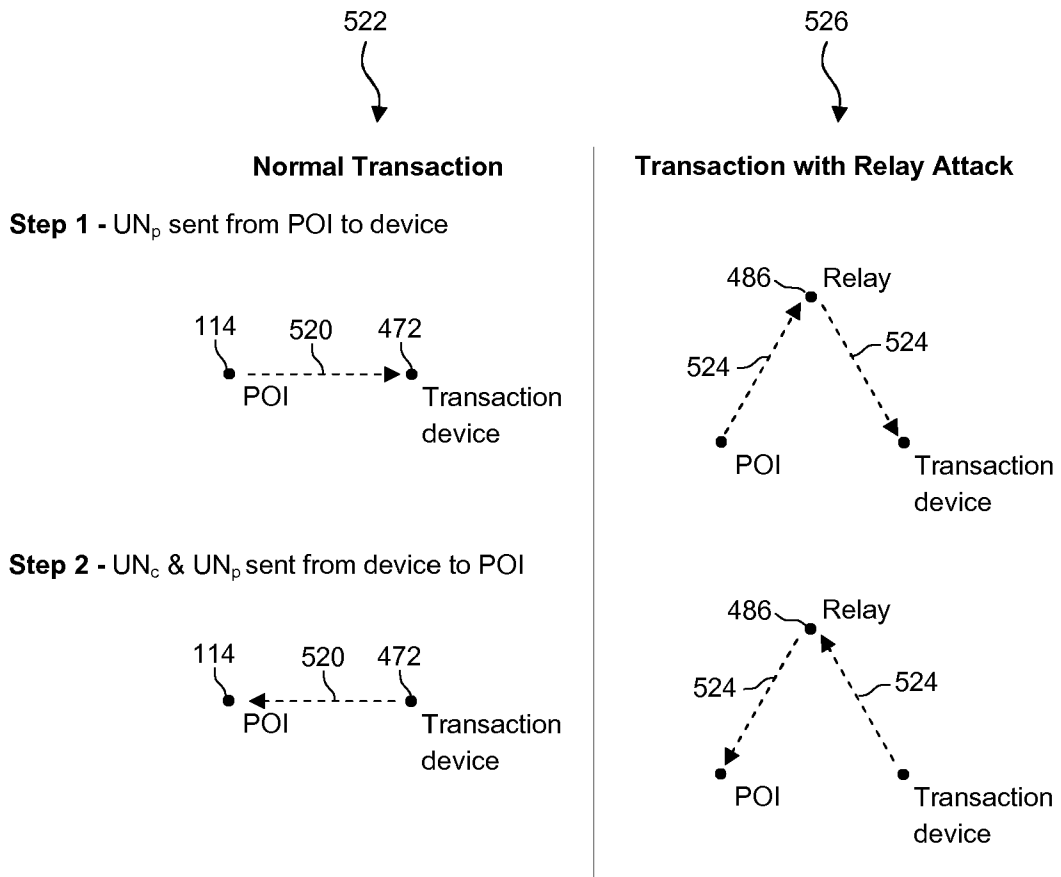 522
526
Normal Transaction
Transaction with Relay Attack
Step 1 - UNp sent from POI to device
114
520
472
POI
Transaction
device
486
Relay
524
524
POI
Transaction
device
Step 2 - UNc & UNp sent from device to POI
114
520
472
POI
Transaction
device
486
Relay
524
524
POI
Transaction
device